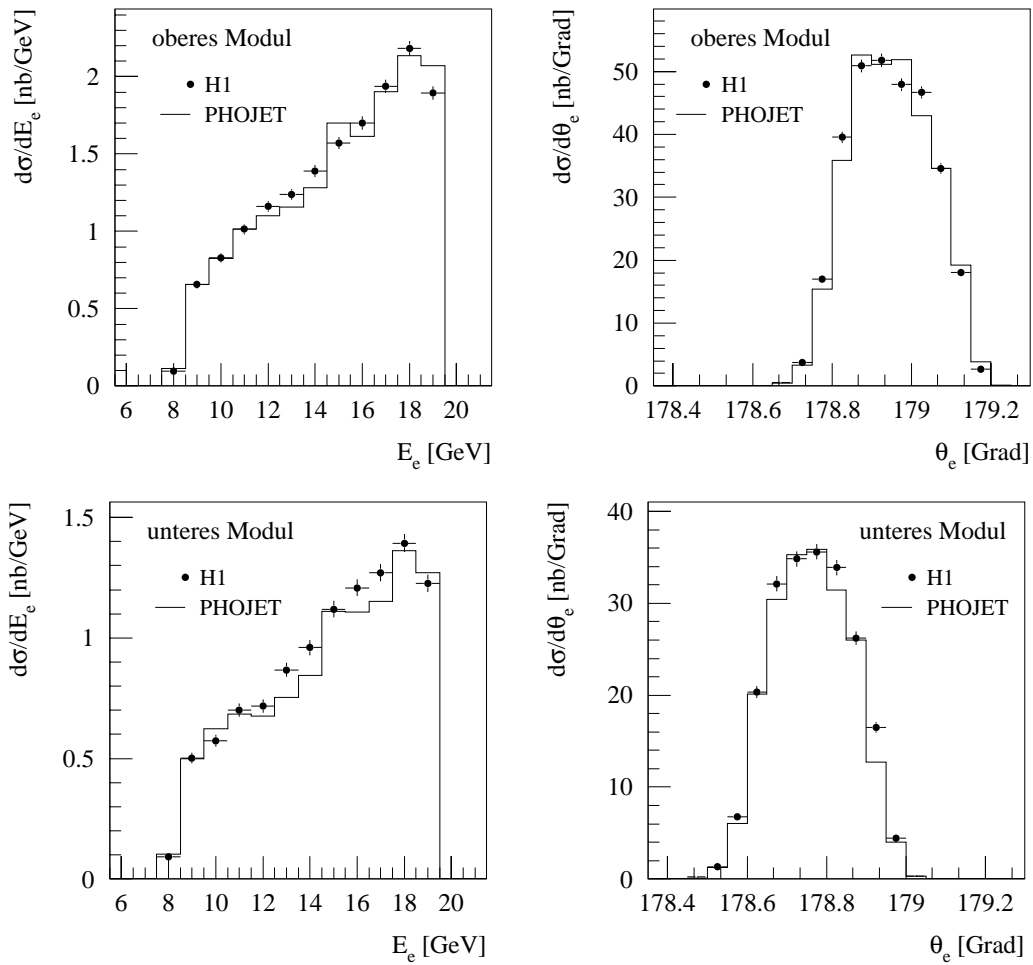 dσ/dE_e [nb/GeV]
oberes Modul
H1
PHOJET
2
1.5
1
0.5
0
6 8 10 12 14 16 18 20
E_e [GeV]
dσ/dθ_e [nb/Grad]
oberes Modul
H1
PHOJET
50
40
30
20
10
0
178.4 178.6 178.8 179 179.2
θ_e [Grad]
dσ/dE_e [nb/GeV]
unteres Modul
H1
PHOJET
1.5
1
0.5
0
6 8 10 12 14 16 18 20
E_e [GeV]
dσ/dθ_e [nb/Grad]
unteres Modul
H1
PHOJET
40
30
20
10
0
178.4 178.6 178.8 179 179.2
θ_e [Grad]